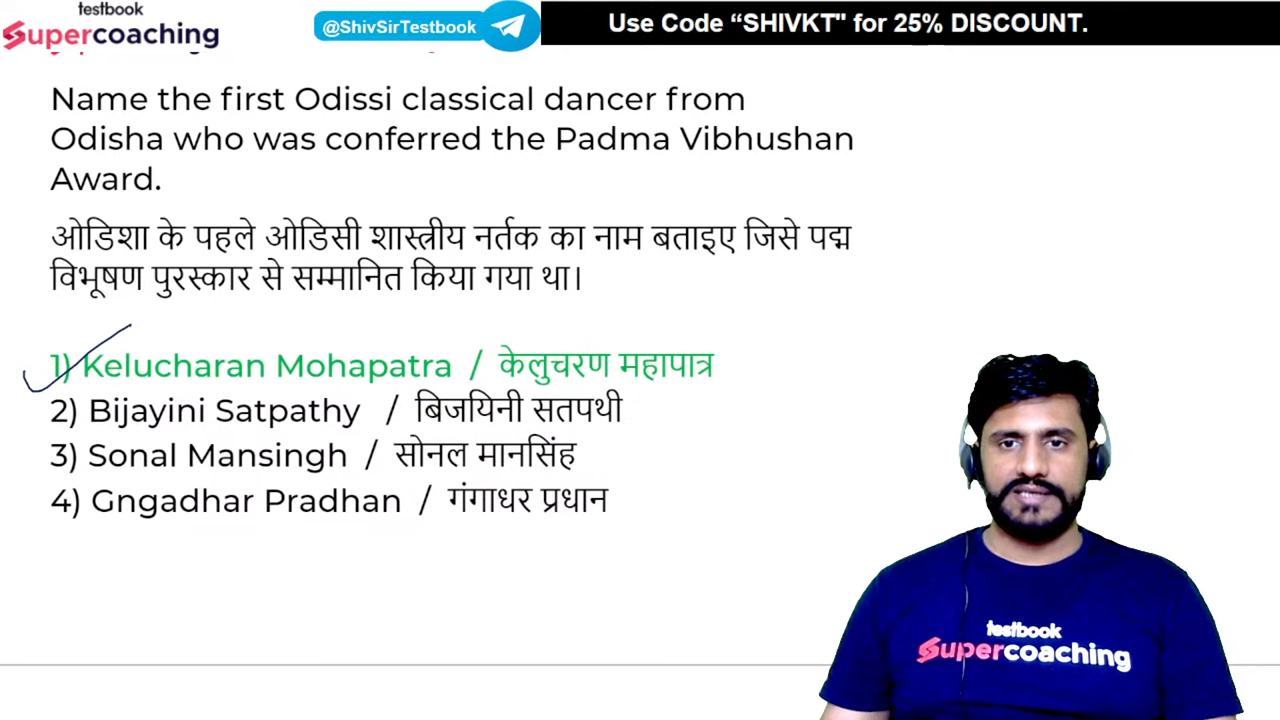 testbook
Supercoaching
@ShivSirTestbook
Use Code “SHIVKT" for 25% DISCOUNT.
Name the first Odissi classical dancer from
Odisha who was conferred the Padma Vibhushan
Award.
ओडिशा के पहले ओडिसी शास्त्रीय नर्तक का नाम बताइए जिसे पद्म
विभूषण पुरस्कार से सम्मानित किया गया था।
1) Kelucharan Mohapatra / केलुचरण महापात्र
2) Bijayini Satpathy / बिजयिनी सतपथी
3) Sonal Mansingh / सोनल मानसिंह
4) Gngadhar Pradhan / गंगाधर प्रधान
testbook
Supercoaching